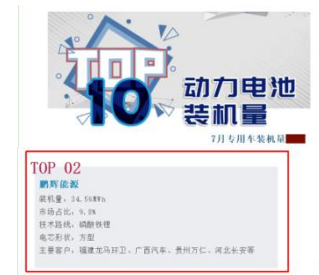 TOP
10
动力电池
装机量
7月专用车装机量
TOP 02
鹏辉能源
装机量：34.56MWh
市场占比：9.8%
技术路线：磷酸铁锂
电芯形状：方型
主要客户：福建龙马环卫、广西汽车、贵州万仁、河北长安等